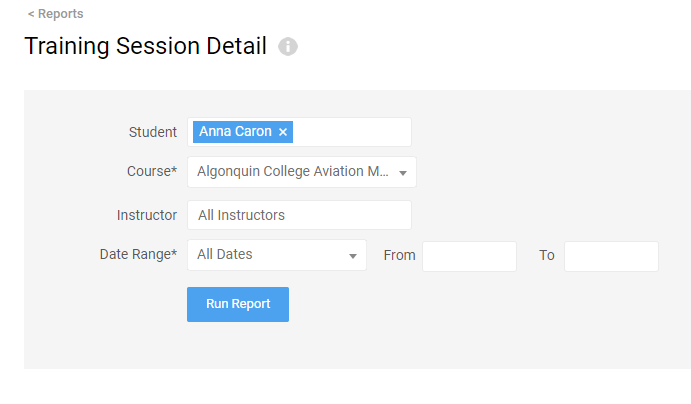 < Reports
Training Session Detail
Student Anna Caron ×
Course* Algonquin College Aviation M...
Instructor All Instructors
Date Range* All Dates From To
Run Report